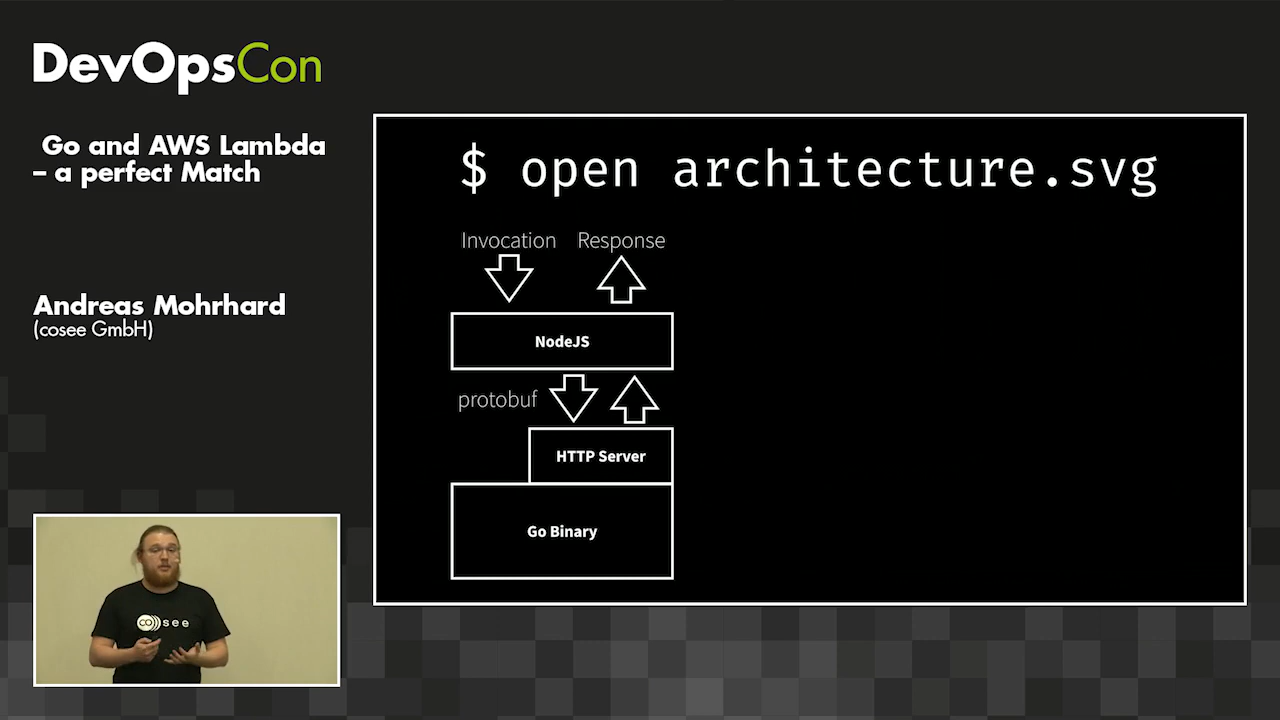 DevOpsCon
Go and AWS Lambda
– a perfect Match
Andreas Mohrhard
(cosee GmbH)
$ open architecture.svg
Invocation Response
NodeJS
protobuf
HTTP Server
Go Binary
co see